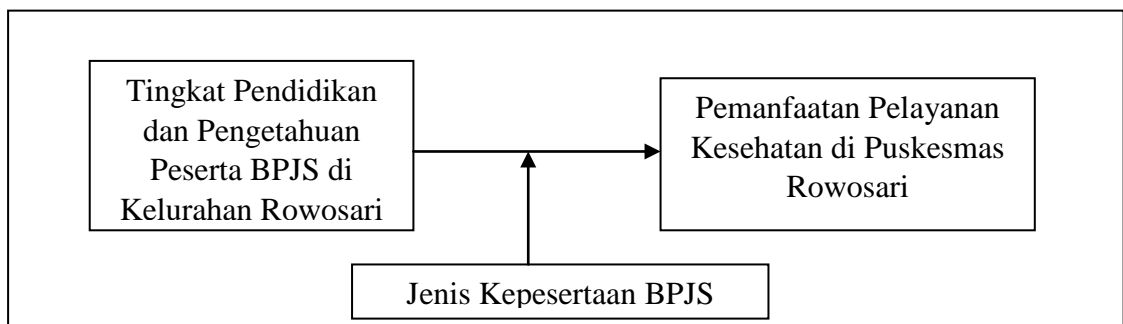 Tingkat Pendidikan
dan Pengetahuan
Peserta BPJS di
Kelurahan Rowosari
Pemanfaatan Pelayanan
Kesehatan di Puskesmas
Rowosari
Jenis Kepesertaan BPJS